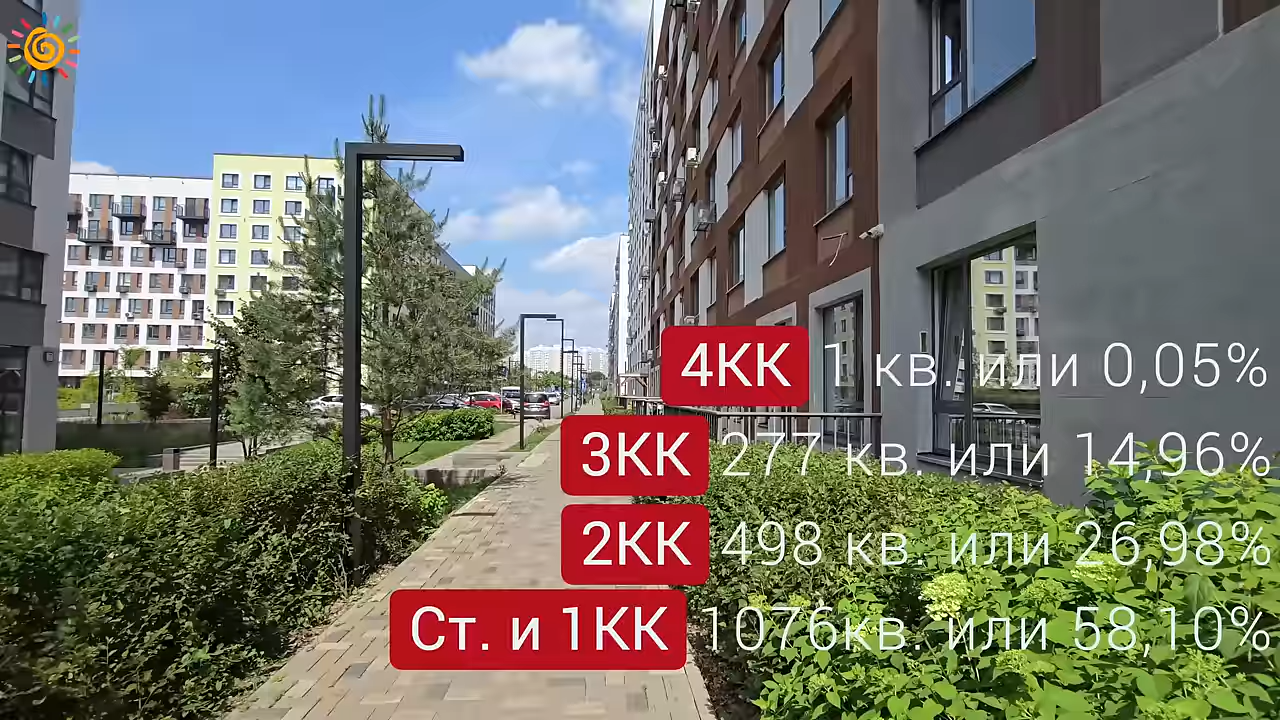 4КК 1 кв. или 0,05%
3КК 277 кв. или 14,96%
2КК 498 кв. или 26,98%
Ст. и 1КК 1076кв. или 58,10%